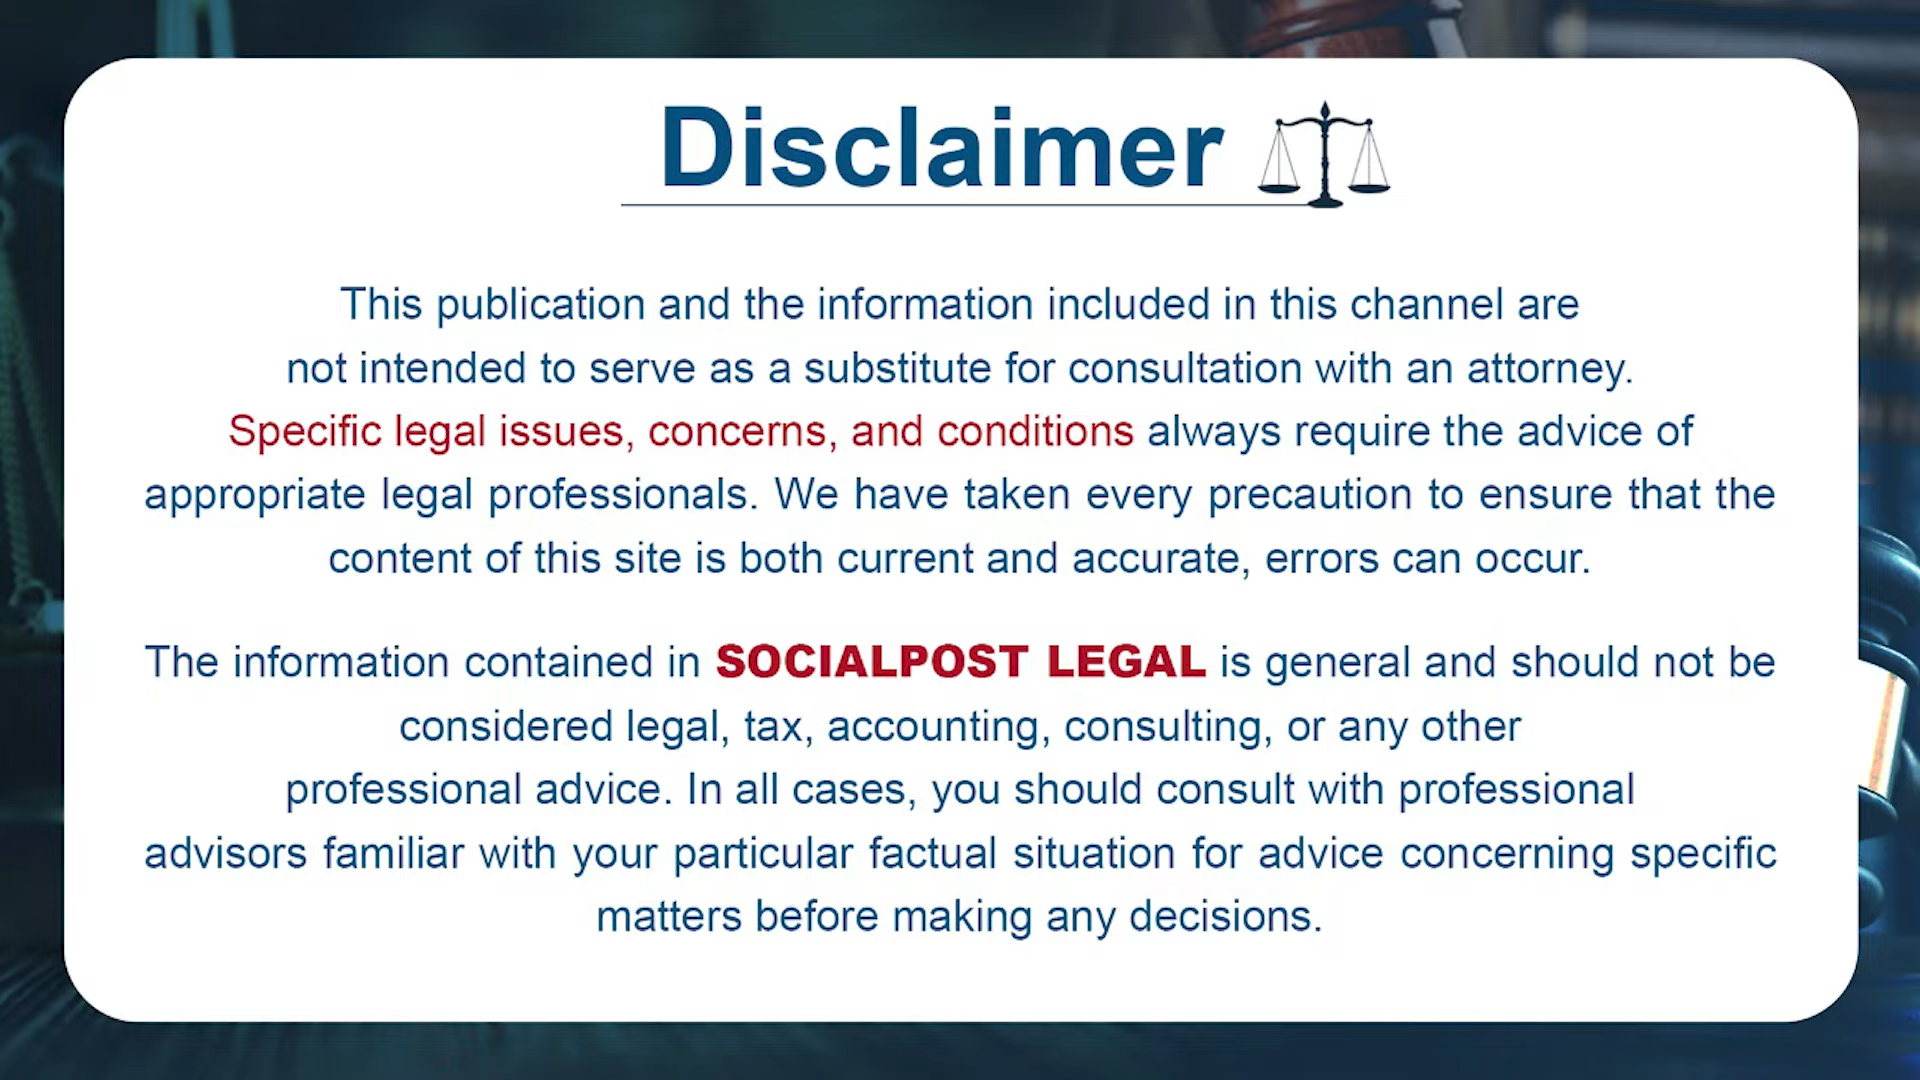 Disclaimer
This publication and the information included in this channel are
not intended to serve as a substitute for consultation with an attorney.
Specific legal issues, concerns, and conditions always require the advice of
appropriate legal professionals. We have taken every precaution to ensure that the
content of this site is both current and accurate, errors can occur.
The information contained in SOCIALPOST LEGAL is general and should not be
considered legal, tax, accounting, consulting, or any other
professional advice. In all cases, you should consult with professional
advisors familiar with your particular factual situation for advice concerning specific
matters before making any decisions.